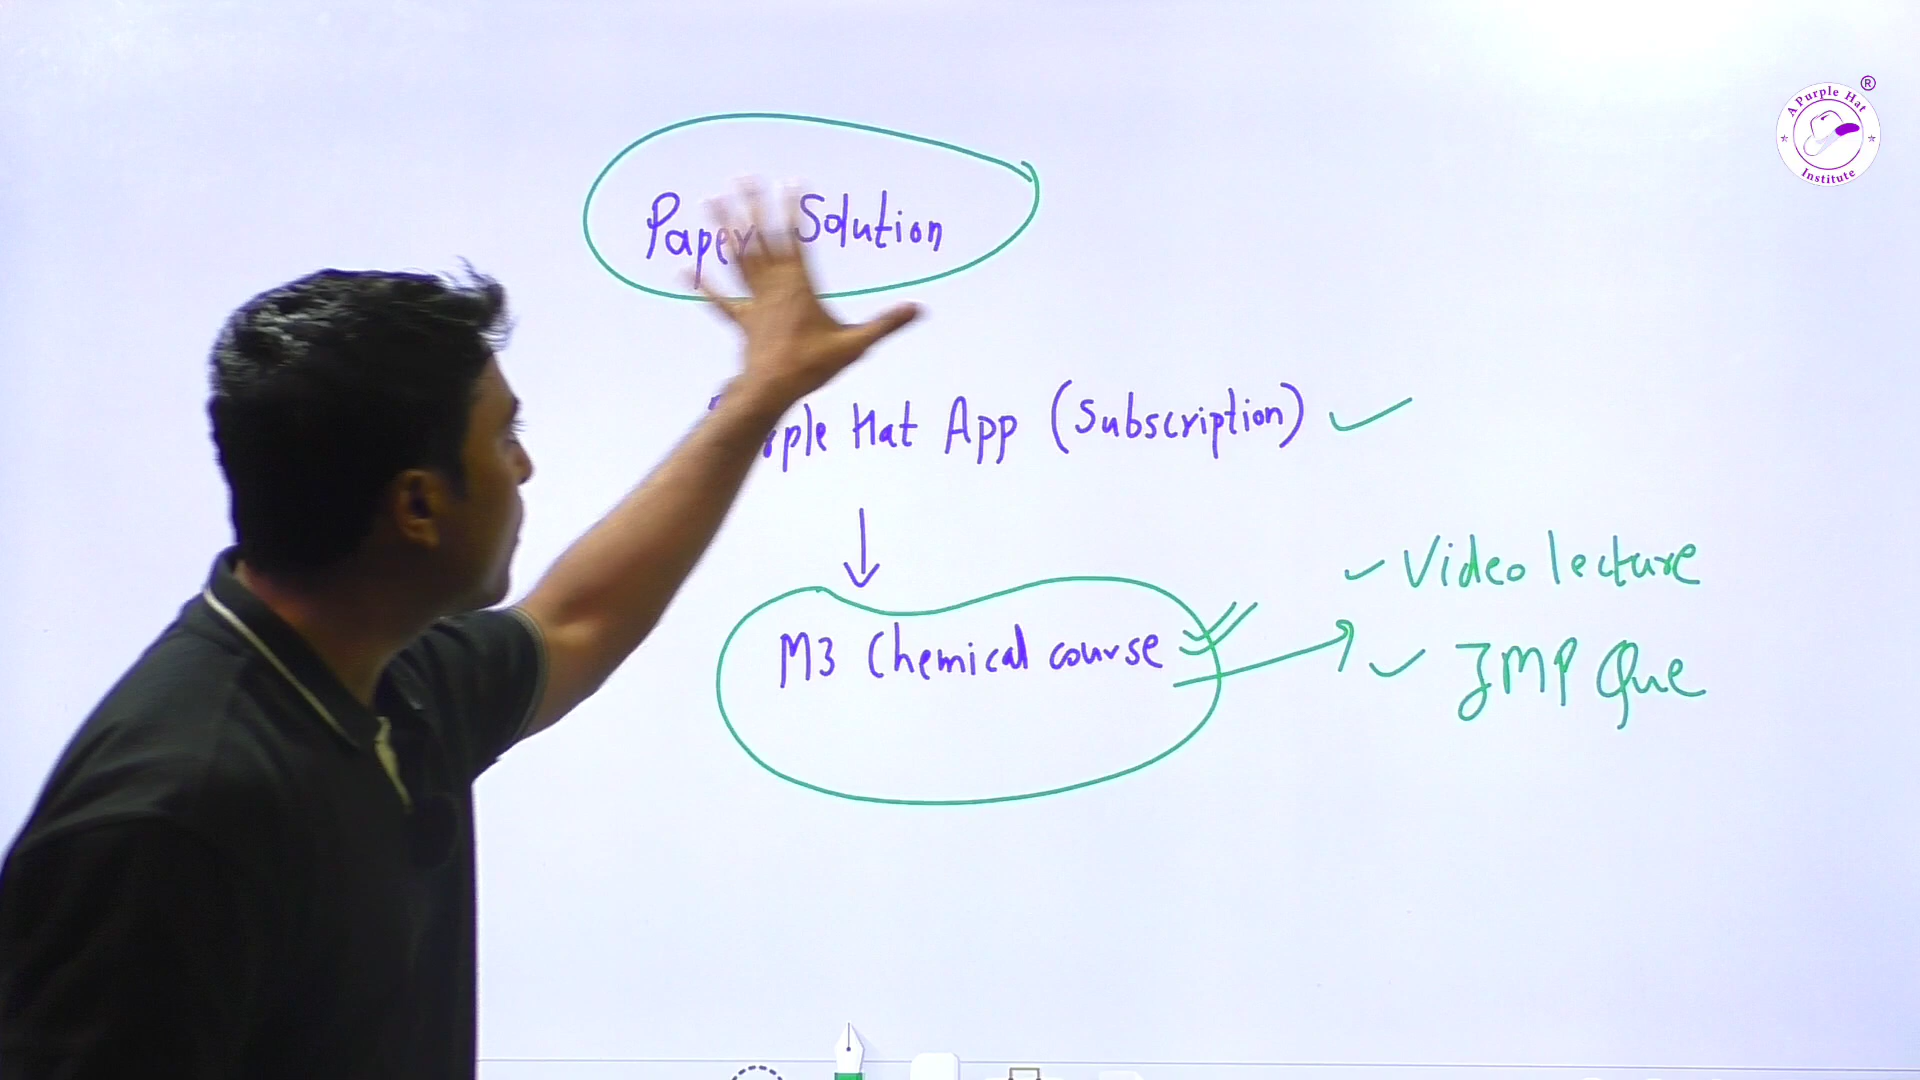 A Purple Hat
Institute
®
Paper Solution
Hat App (Subscription)
M3 Chemical course
Video lecture
IMP Que